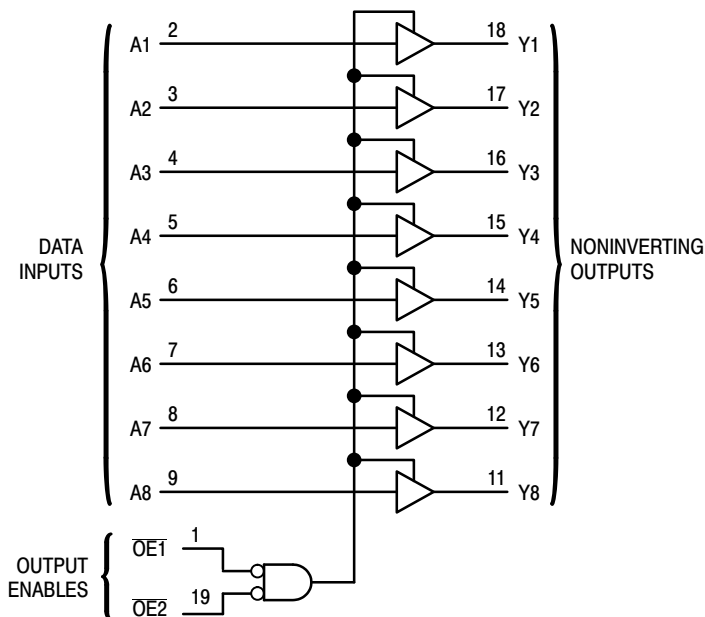 A1 2 18 Y1
A2 3 17 Y2
A3 4 16 Y3
A4 5 15 Y4
DATA
INPUTS
NONINVERTING
OUTPUTS
A5 6 14 Y5
A6 7 13 Y6
A7 8 12 Y7
A8 9 11 Y8
OUTPUT
ENABLES
OE1 1
OE2 19